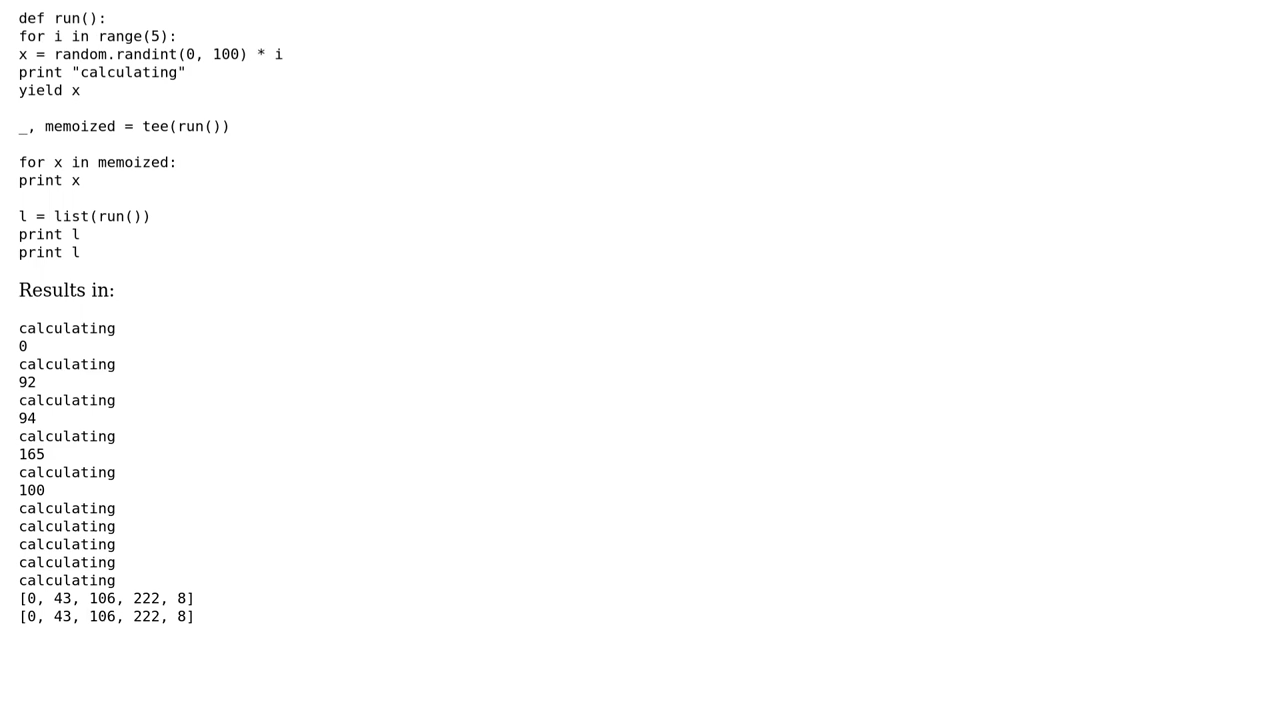 def run():
for i in range(5):
x = random.randint(0, 100) * i
print "calculating"
yield x

_, memoized = tee(run())

for x in memoized:
print x

l = list(run())
print l
print l

Results in:

calculating
0
calculating
92
calculating
94
calculating
165
calculating
100
calculating
calculating
calculating
calculating
calculating
[0, 43, 106, 222, 8]
[0, 43, 106, 222, 8]